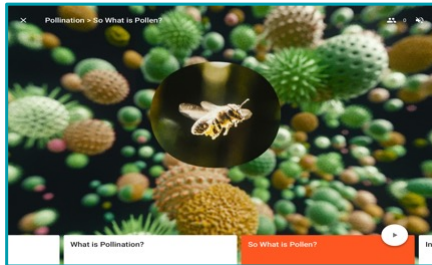 Pollination > So What is Pollen?
0
What is Pollination?
So What is Pollen?
In